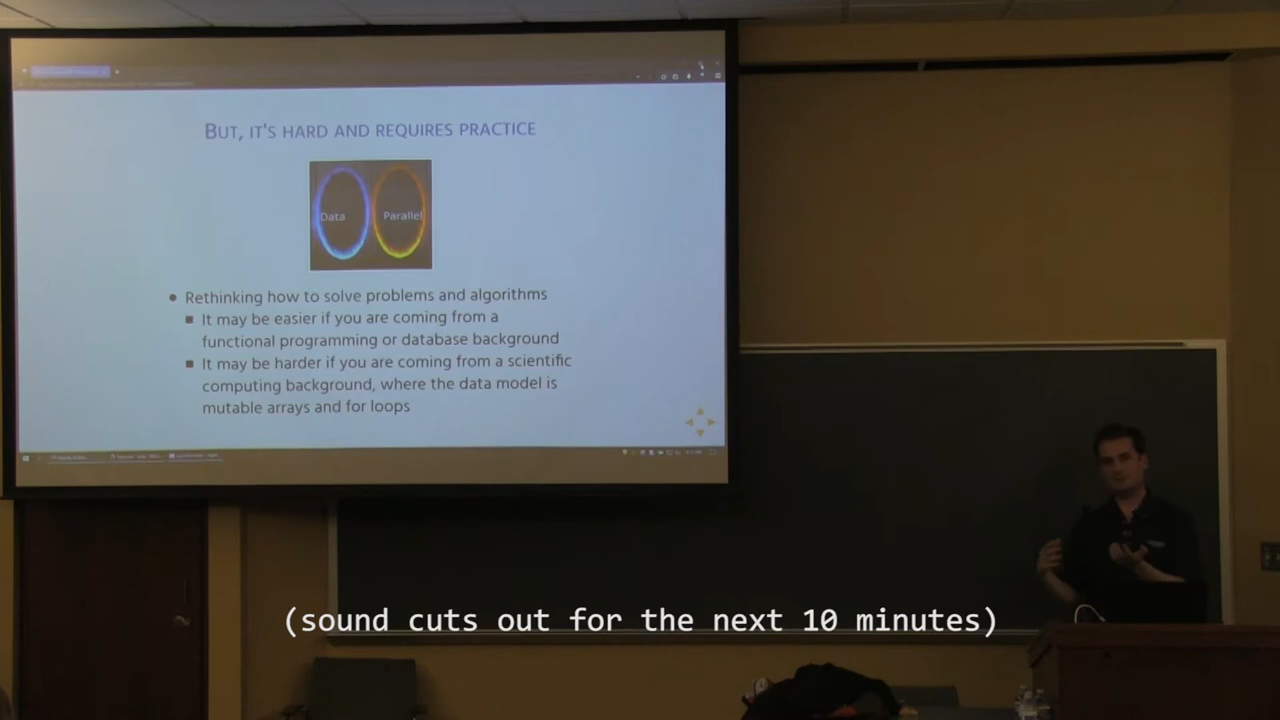 BUT, IT'S HARD AND REQUIRES PRACTICE
Data Parallel
Rethinking how to solve problems and algorithms
It may be easier if you are coming from a
functional programming or database background
It may be harder if you are coming from a scientific
computing background, where the data model is
mutable arrays and for loops
(sound cuts out for the next 10 minutes)